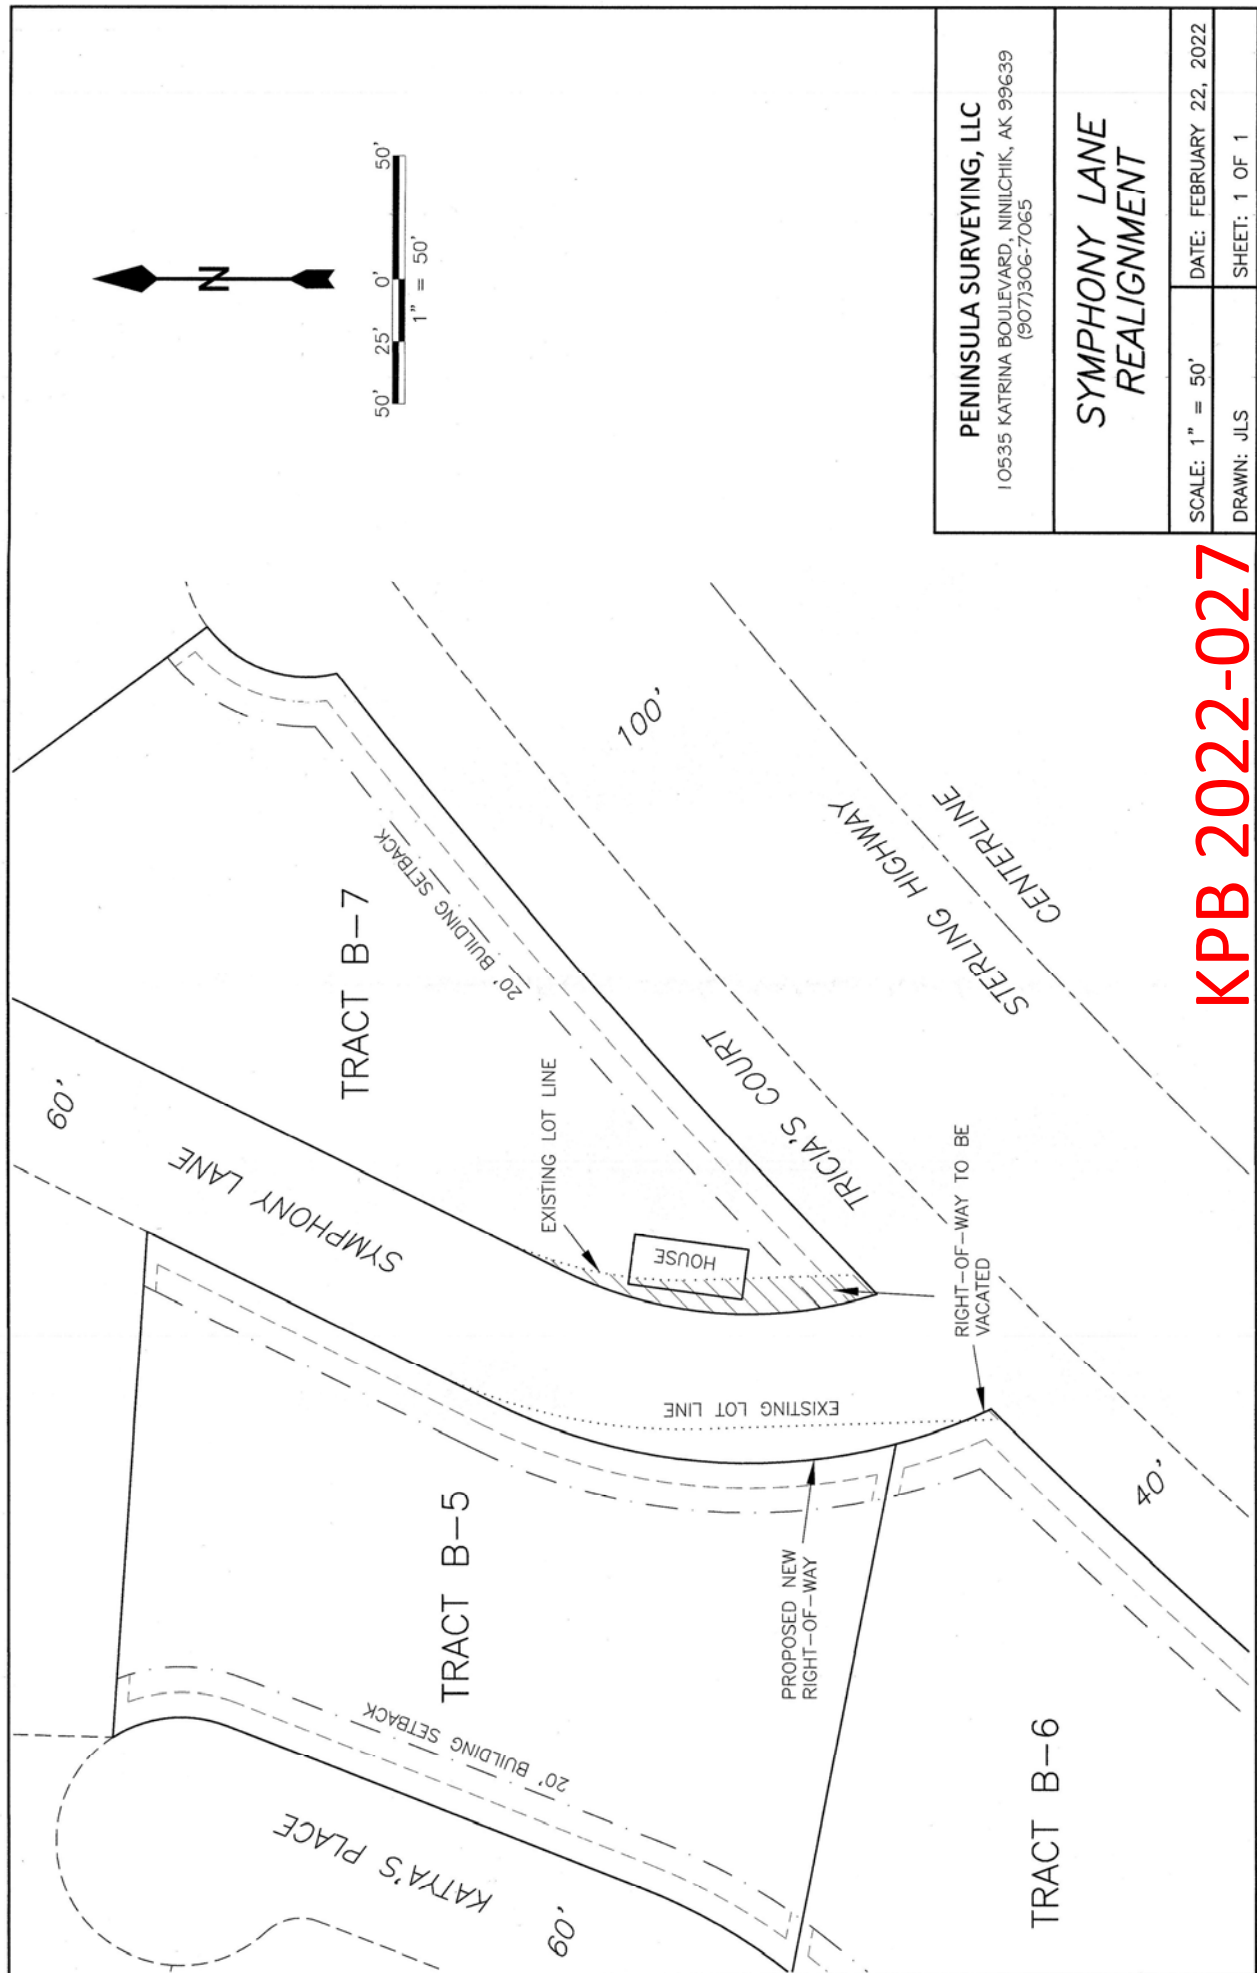 TRACT B-7
20' BUILDING SETBACK
60'
SYMPHONY LANE
EXISTING LOT LINE
HOUSE
TRICIA'S COURT
100'
STERLING HIGHWAY
CENTERLINE
RIGHT-OF-WAY TO BE
VACATED
EXISTING LOT LINE
40'
TRACT B-5
PROPOSED NEW
RIGHT-OF-WAY
20' BUILDING SETBACK
KATYA'S PLACE
60'
TRACT B-6
N
50' 25' 0' 50'
1" = 50'
PENINSULA SURVEYING, LLC
10535 KATRINA BOULEVARD, NINILCHIK, AK 99639
(907)306-7065
SYMPHONY LANE
REALIGNMENT
SCALE: 1" = 50'
DATE: FEBRUARY 22, 2022
DRAWN: JLS
SHEET: 1 OF 1
KPB 2022-027